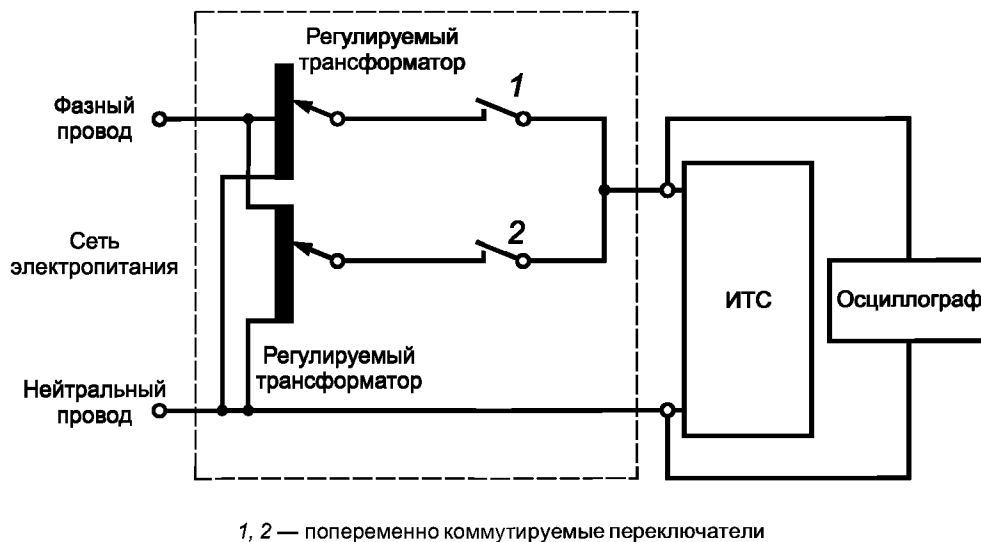 Регулируемый
трансформатор
1
Фазный
провод
2
Сеть
электропитания
ИТС
Осциллограф
Регулируемый
трансформатор
Нейтральный
провод
1, 2 — попеременно коммутируемые переключатели